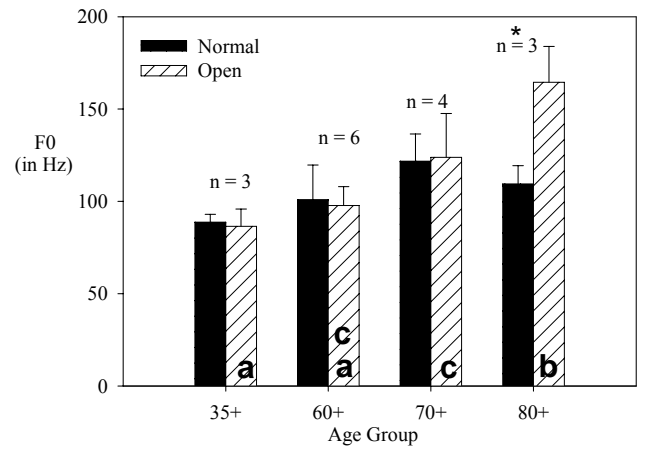 200
Normal
Open
*
n = 3
150
n = 4
F0
(in Hz)
n = 6
n = 3
100
50
c
a
a
c
b
0
35+
60+
70+
80+
Age Group